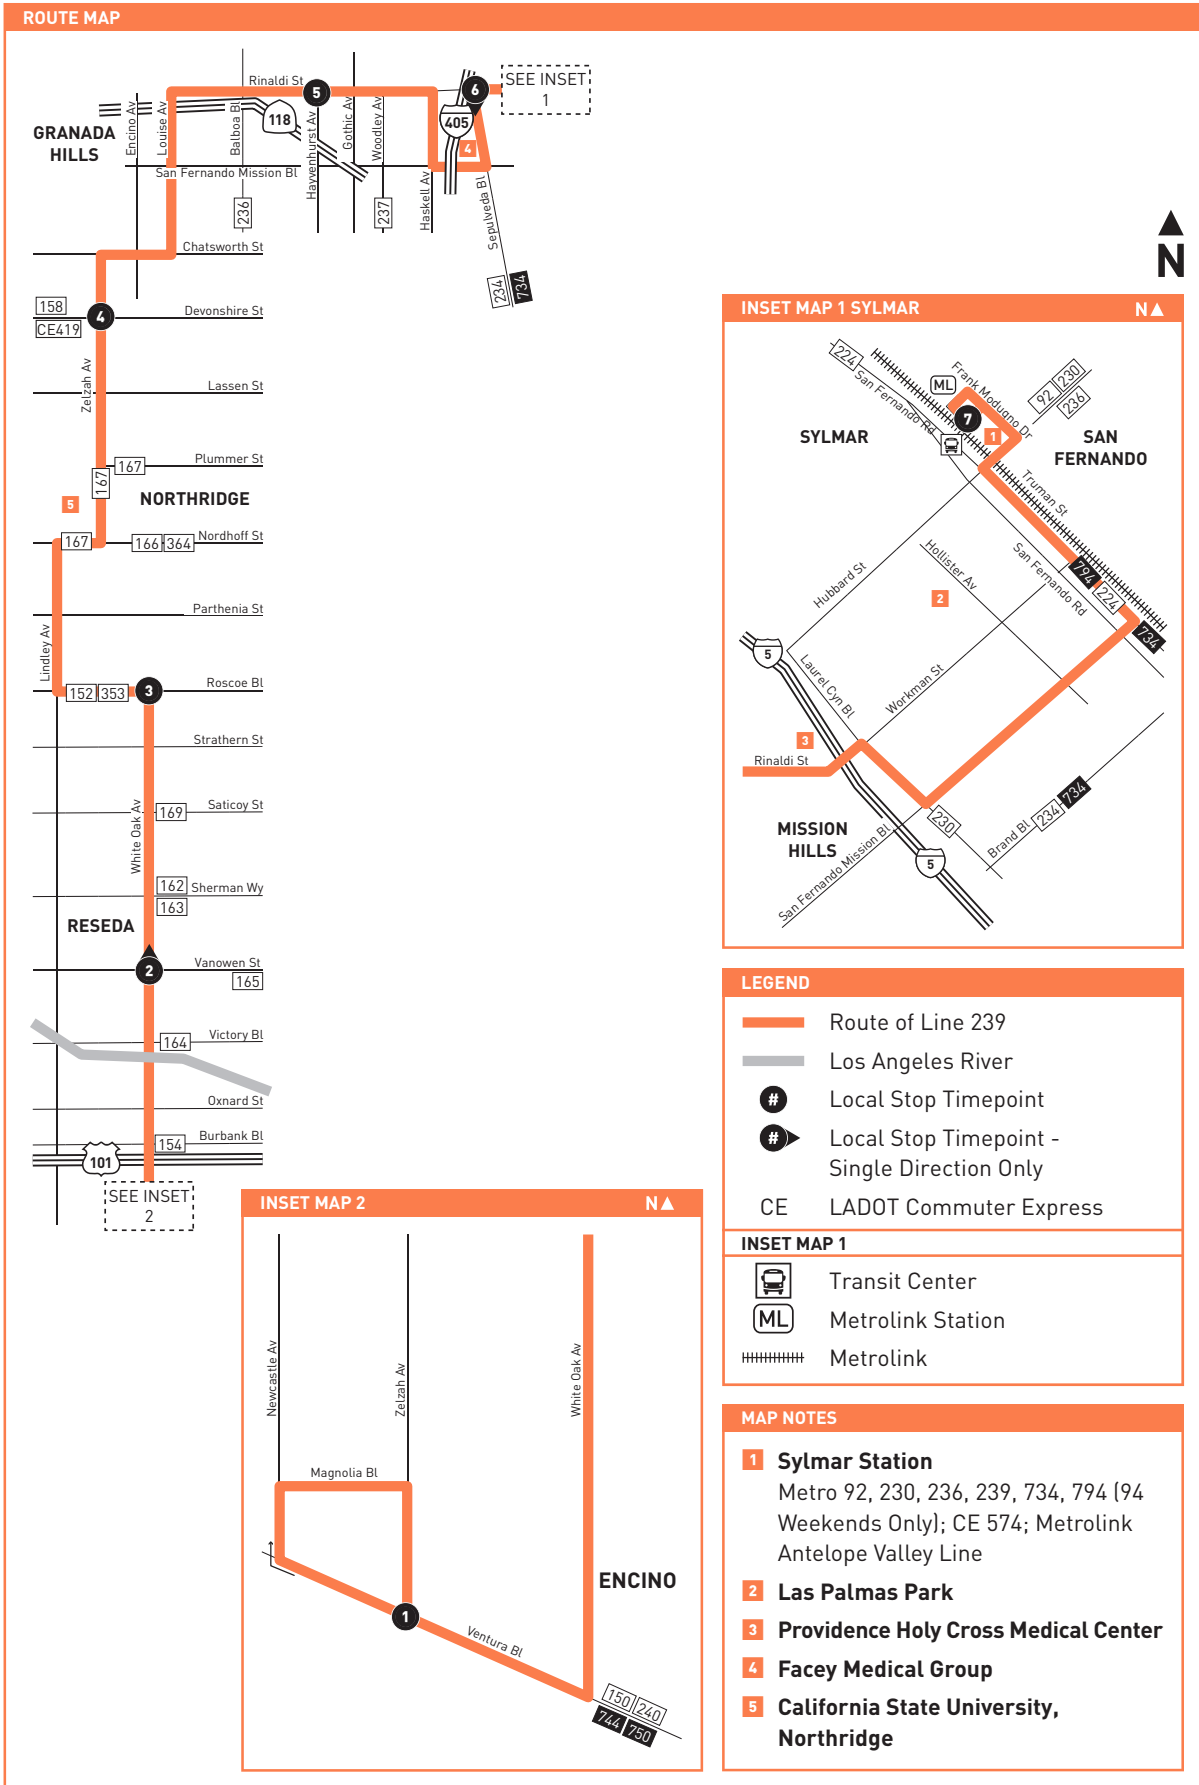 ROUTE MAP
Rinaldi St
SEE INSET
1
6
5
118
405
4
GRANADA
HILLS
Encino Av
Louise Av
Balboa Bl
Hayvenhurst Av
Gothic Av
Woodley Av
Haskell Av
Sepulveda Bl
San Fernando Mission Bl
236
237
234
734
Chatsworth St
158
CE419
4
Devonshire St
Zelzah Av
Lassen St
167
Plummer St
167
5
NORTHRIDGE
167
166
364
Nordhoff St
Parthenia St
Lindley Av
152
353
3
Roscoe Bl
Strathern St
White Oak Av
169
Saticoy St
162
Sherman Wy
163
RESEDA
2
Vanowen St
165
164
Victory Bl
Oxnard St
154
Burbank Bl
101
SEE INSET
2
N
INSET MAP 1 SYLMAR
N
224
San Fernando Rd
ML
Frank Modugno Dr
92
230
236
7
1
SYLMAR
SAN
FERNANDO
Truman St
San Fernando Rd
Hubbard St
Hollister Av
2
794
224
734
5
Laurel Cyn Bl
Workman St
3
Rinaldi St
MISSION
HILLS
San Fernando Mission Bl
230
5
Brand Bl
234
734
LEGEND
Route of Line 239
Los Angeles River
# Local Stop Timepoint
# Local Stop Timepoint -
Single Direction Only
CE LADOT Commuter Express
INSET MAP 1
Transit Center
ML Metrolink Station
Metrolink
INSET MAP 2
N
Newcastle Av
Zelzah Av
White Oak Av
Magnolia Bl
1
Ventura Bl
ENCINO
150
240
744
750
MAP NOTES
1 Sylmar Station
Metro 92, 230, 236, 239, 734, 794 (94
Weekends Only); CE 574; Metrolink
Antelope Valley Line
2 Las Palmas Park
3 Providence Holy Cross Medical Center
4 Facey Medical Group
5 California State University,
Northridge